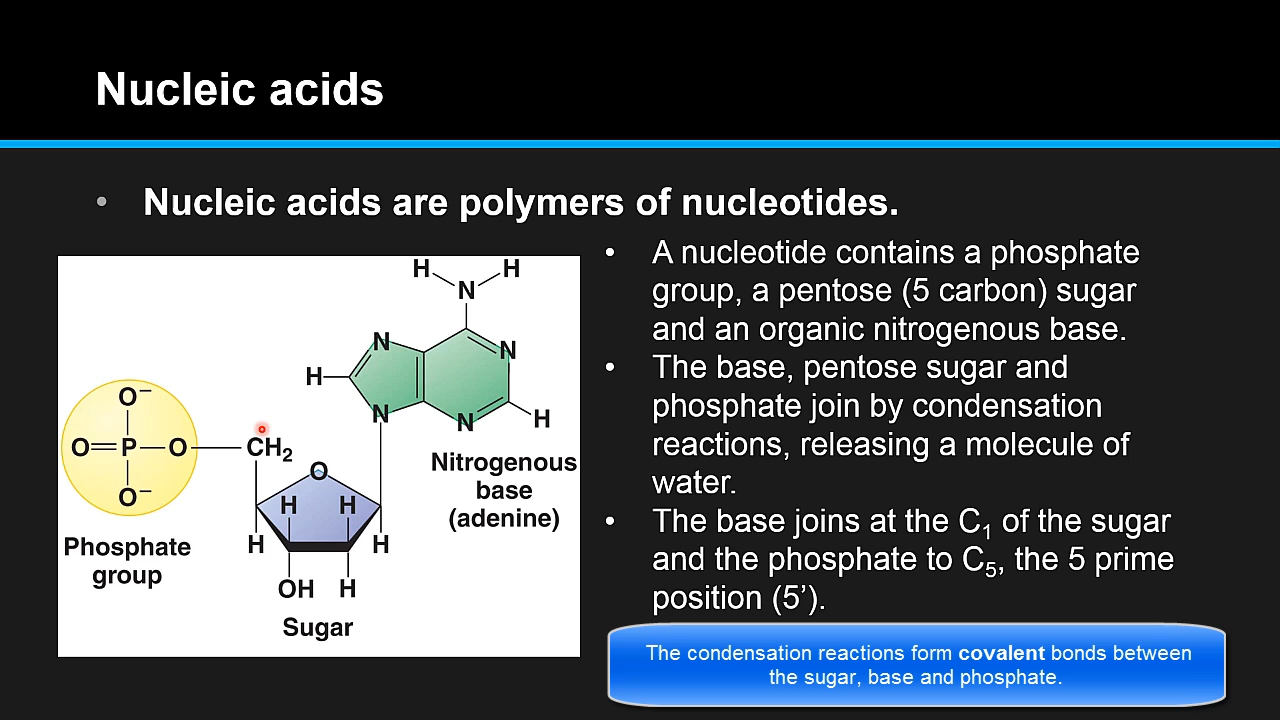 Nucleic acids
• Nucleic acids are polymers of nucleotides.
• A nucleotide contains a phosphate
group, a pentose (5 carbon) sugar
and an organic nitrogenous base.
• The base, pentose sugar and
phosphate join by condensation
reactions, releasing a molecule of
water.
• The base joins at the C₁ of the sugar
and the phosphate to C₅, the 5 prime
position (5’).
H H
N
N
N
H
N
N
H
O⁻
O=P—O
CH₂
O⁻
O
H H
H
H
OH H
Nitrogenous
base
(adenine)
Phosphate
group
Sugar
The condensation reactions form covalent bonds between
the sugar, base and phosphate.